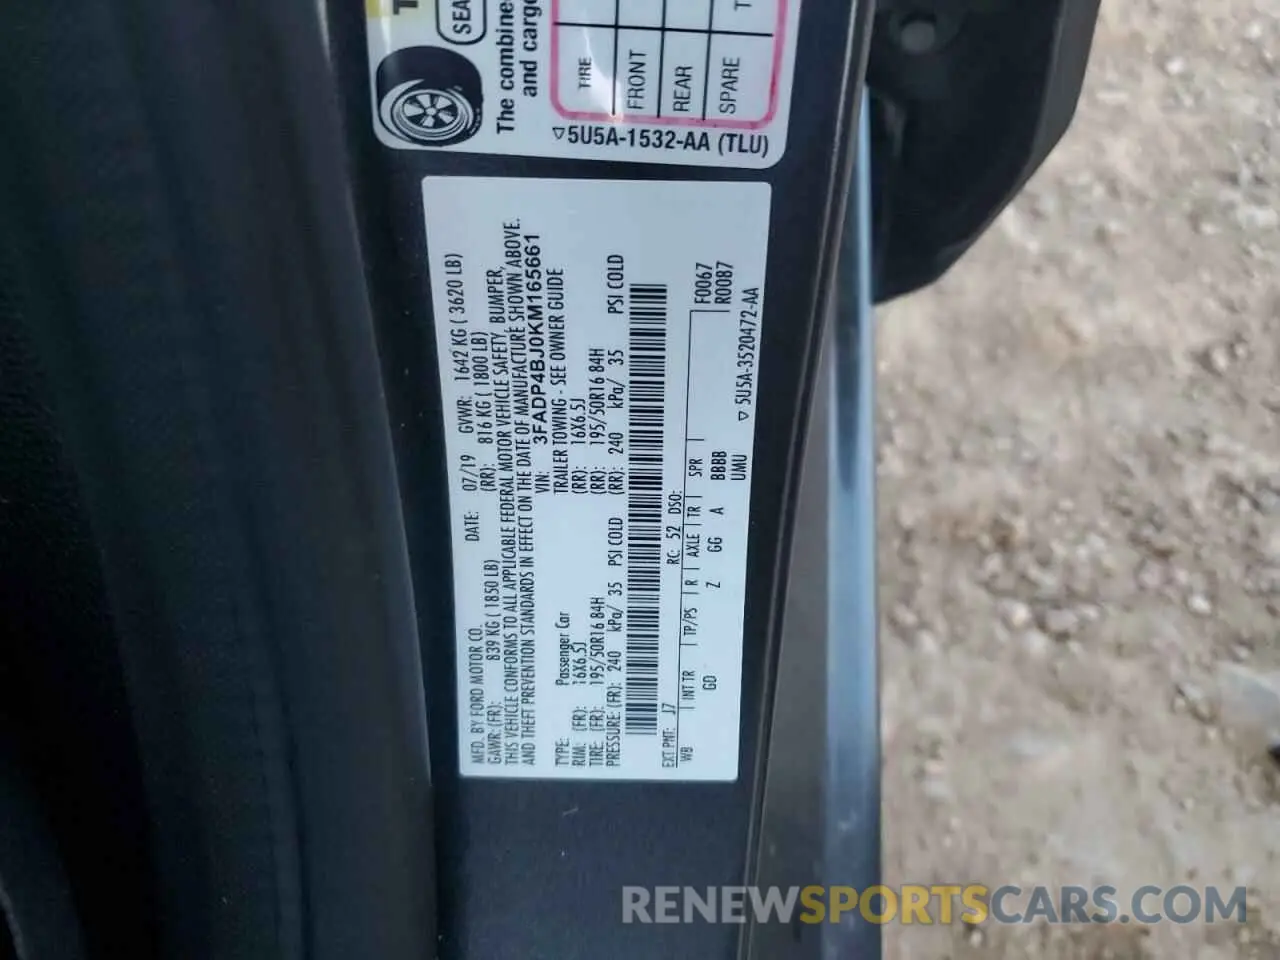 SEA
The combine
and cargo
TIRE
FRONT
REAR
SPARE
5U5A-1532-AA (TLU)
MFD. BY FORD MOTOR CO. DATE: 07/19 GVWR: 1642 KG ( 3620 LB)
GAWR: (FR): 839 KG ( 1850 LB) (RR): 816 KG ( 1800 LB)
THIS VEHICLE CONFORMS TO ALL APPLICABLE FEDERAL MOTOR VEHICLE SAFETY, BUMPER,
AND THEFT PREVENTION STANDARDS IN EFFECT ON THE DATE OF MANUFACTURE SHOWN ABOVE.
VIN: 3FADP4BJ0KM165661
TYPE: Passenger Car TRAILER TOWING - SEE OWNER GUIDE
RIM: (FR): 16X6.5J (RR): 16X6.5J
TIRE: (FR): 195/50R16 84H (RR): 195/50R16 84H
PRESSURE: (FR): 240 kPa/ 35 PSI COLD (RR): 240 kPa/ 35 PSI COLD
EXT PNT: J7 RC: 52 DSO: F0067
WB INT TR TP/PS R AXLE TR SPR R0087
GD Z GG A BBBB
UMU 5U5A-3520472-AA
RENEWSPORTSCARS.COM